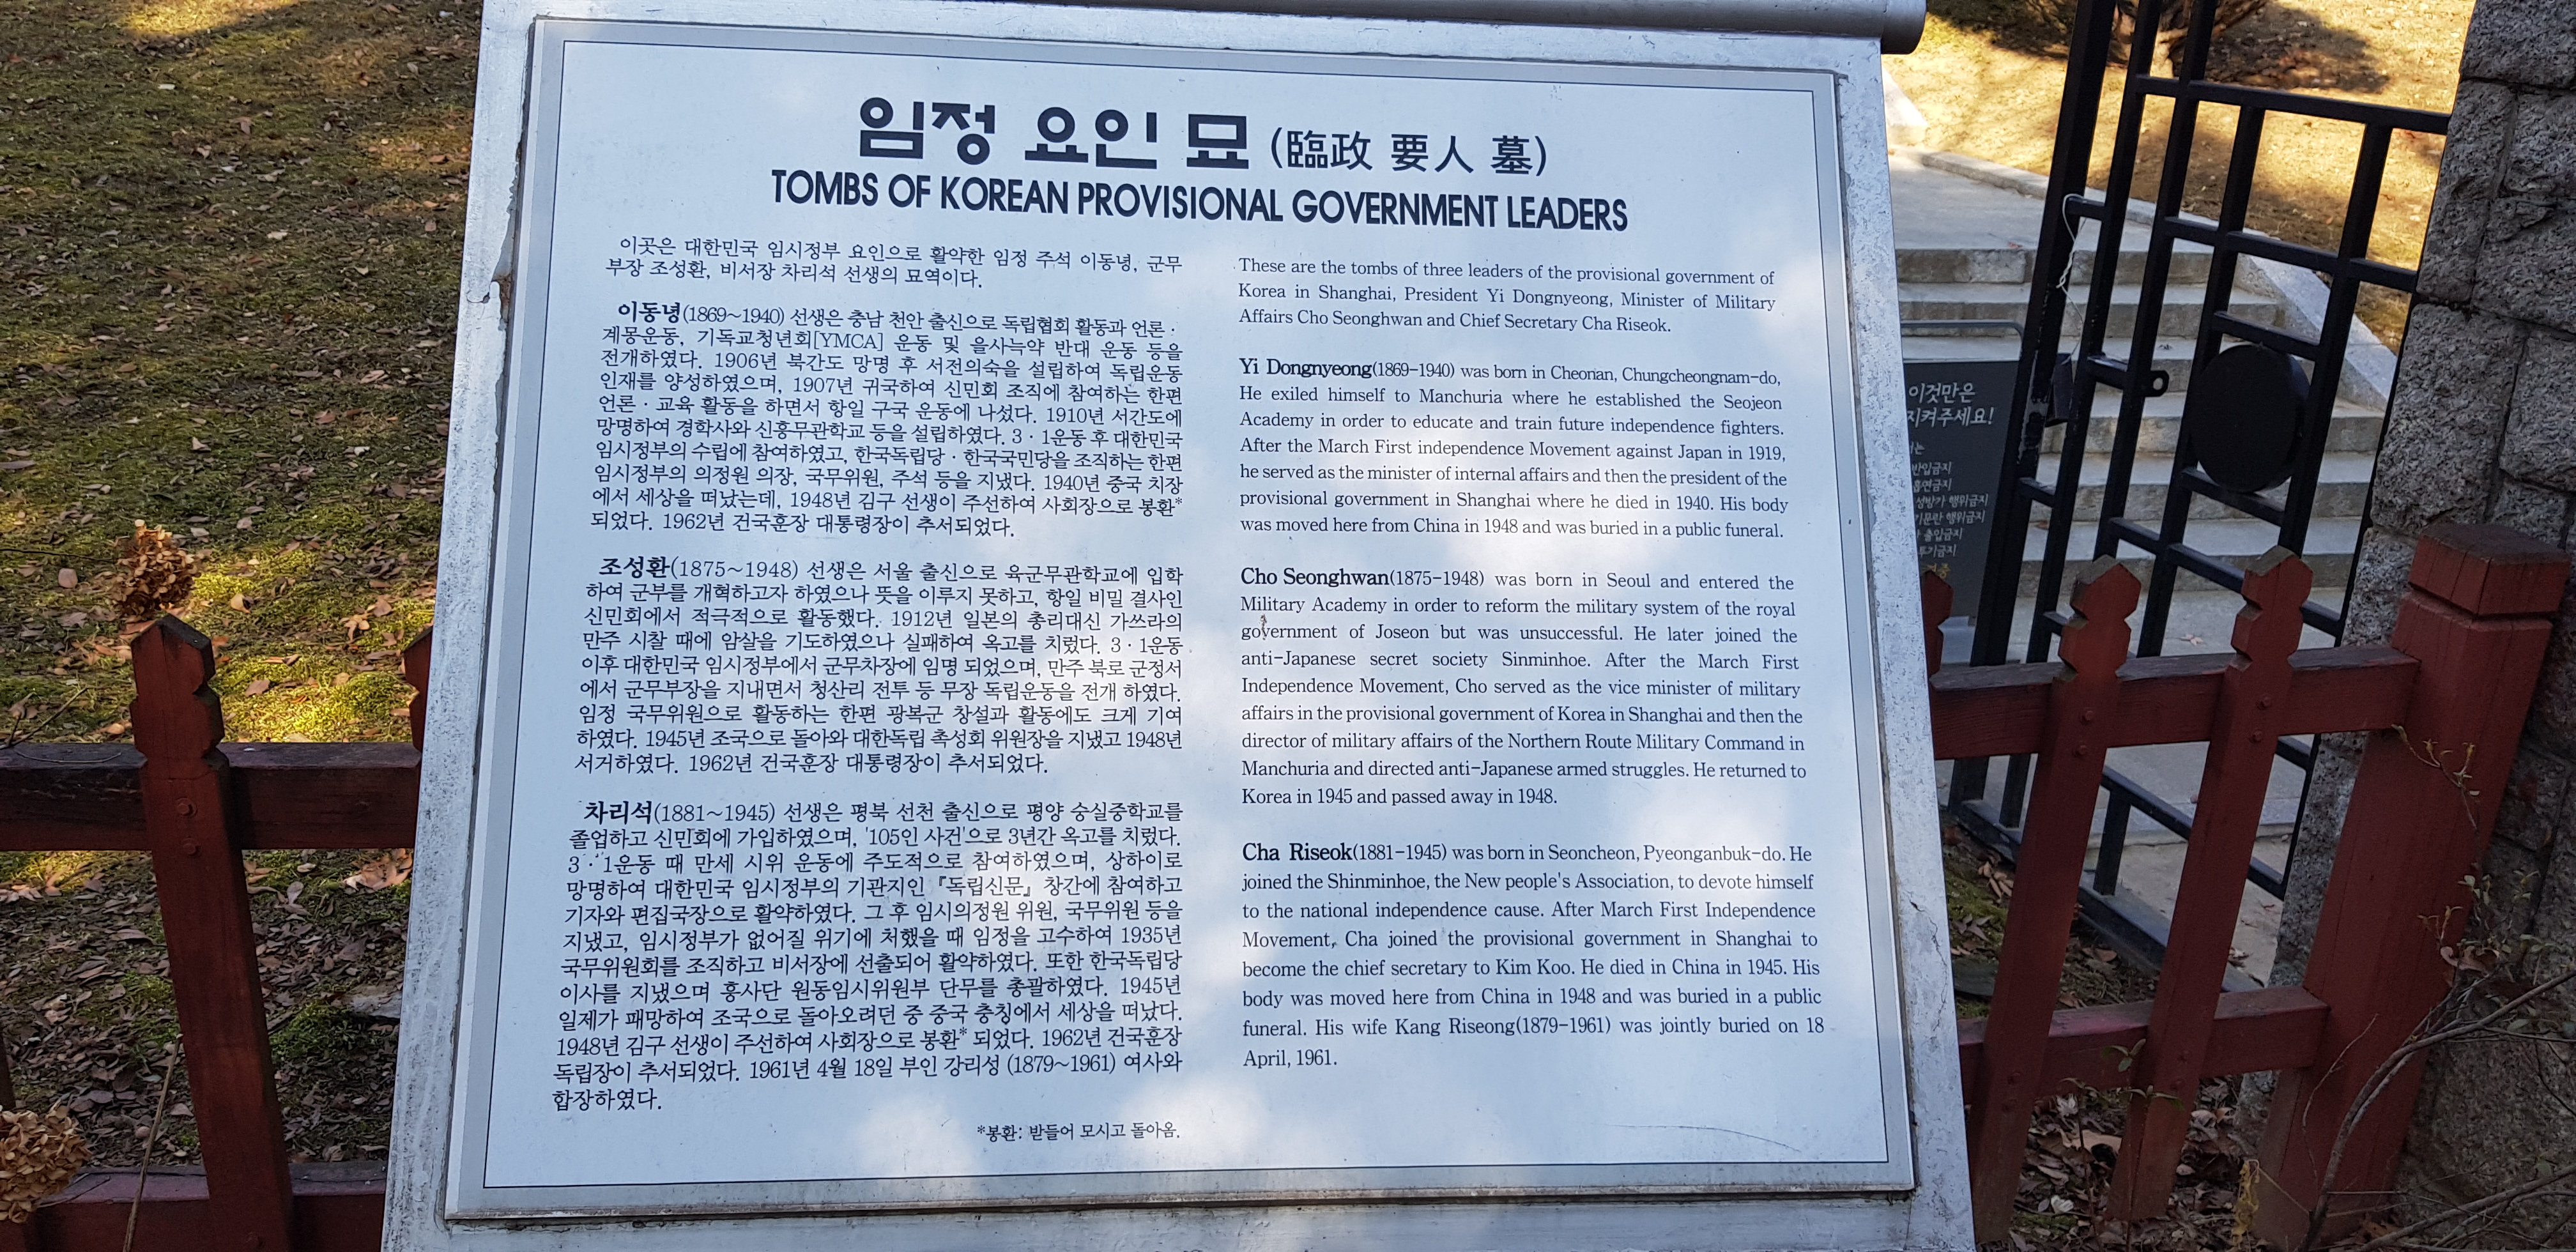 임정 요인 묘 (臨政 要人 墓)
TOMBS OF KOREAN PROVISIONAL GOVERNMENT LEADERS
이곳은 대한민국 임시정부 요인으로 활약한 임정 주석 이동녕, 군무
부장 조성환, 비서장 차리석 선생의 묘역이다.
이동녕(1869~1940) 선생은 충남 천안 출신으로 독립협회 활동과 언론·
계몽운동, 기독교청년회[YMCA] 운동 및 을사늑약 반대 운동 등을
전개하였다. 1906년 북간도 망명 후 서전의숙을 설립하여 독립운동
인재를 양성하였으며, 1907년 귀국하여 신민회 조직에 참여하는 한편
언론·교육 활동을 하면서 항일 구국 운동에 나섰다. 1910년 서간도에
망명하여 경학사와 신흥무관학교 등을 설립하였다. 3·1운동 후 대한민국
임시정부의 수립에 참여하였고, 한국독립당·한국국민당을 조직하는 한편
임시정부의 의정원 의장, 국무위원, 주석 등을 지냈다. 1940년 중국 치장
에서 세상을 떠났는데, 1948년 김구 선생이 주선하여 사회장으로 봉환*
되었다. 1962년 건국훈장 대통령장이 추서되었다.
조성환(1875~1948) 선생은 서울 출신으로 육군무관학교에 입학
하여 군부를 개혁하고자 하였으나 뜻을 이루지 못하고, 항일 비밀 결사인
신민회에서 적극적으로 활동했다. 1912년 일본의 총리대신 가쓰라의
만주 시찰 때에 암살을 기도하였으나 실패하여 옥고를 치렀다. 3·1운동
이후 대한민국 임시정부에서 군무차장에 임명 되었으며, 만주 북로 군정서
에서 군무부장을 지내면서 청산리 전투 등 무장 독립운동을 전개 하였다.
임정 국무위원으로 활동하는 한편 광복군 창설과 활동에도 크게 기여
하였다. 1945년 조국으로 돌아와 대한독립 촉성회 위원장을 지냈고 1948년
서거하였다. 1962년 건국훈장 대통령장이 추서되었다.
차리석(1881~1945) 선생은 평북 선천 출신으로 평양 숭실중학교를
졸업하고 신민회에 가입하였으며, '105인 사건'으로 3년간 옥고를 치렀다.
3·1운동 때 만세 시위 운동에 주도적으로 참여하였으며, 상하이로
망명하여 대한민국 임시정부의 기관지인 『독립신문』 창간에 참여하고
기자와 편집국장으로 활약하였다. 그 후 임시의정원 위원, 국무위원 등을
지냈고, 임시정부가 없어질 위기에 처했을 때 임정을 고수하여 1935년
국무위원회를 조직하고 비서장에 선출되어 활약하였다. 또한 한국독립당
이사를 지냈으며 흥사단 원동임시위원부 단무를 총괄하였다. 1945년
일제가 패망하여 조국으로 돌아오려던 중 중국 충칭에서 세상을 떠났다.
1948년 김구 선생이 주선하여 사회장으로 봉환* 되었다. 1962년 건국훈장
독립장이 추서되었다. 1961년 4월 18일 부인 강리성 (1879~1961) 여사와
합장하였다.
*봉환: 받들어 모시고 돌아옴.
These are the tombs of three leaders of the provisional government of
Korea in Shanghai, President Yi Dongnyeong, Minister of Military
Affairs Cho Seonghwan and Chief Secretary Cha Riseok.
Yi Dongnyeong(1869-1940) was born in Cheonan, Chungcheongnam-do,
He exiled himself to Manchuria where he established the Seojeon
Academy in order to educate and train future independence fighters.
After the March First independence Movement against Japan in 1919,
he served as the minister of internal affairs and then the president of the
provisional government in Shanghai where he died in 1940. His body
was moved here from China in 1948 and was buried in a public funeral.
Cho Seonghwan(1875-1948) was born in Seoul and entered the
Military Academy in order to reform the military system of the royal
government of Joseon but was unsuccessful. He later joined the
anti-Japanese secret society Sinminhoe. After the March First
Independence Movement, Cho served as the vice minister of military
affairs in the provisional government of Korea in Shanghai and then the
director of military affairs of the Northern Route Military Command in
Manchuria and directed anti-Japanese armed struggles. He returned to
Korea in 1945 and passed away in 1948.
Cha Riseok(1881-1945) was born in Seoncheon, Pyeonganbuk-do. He
joined the Shinminhoe, the New people's Association, to devote himself
to the national independence cause. After March First Independence
Movement, Cha joined the provisional government in Shanghai to
become the chief secretary to Kim Koo. He died in China in 1945. His
body was moved here from China in 1948 and was buried in a public
funeral. His wife Kang Riseong(1879-1961) was jointly buried on 18
April, 1961.
이것만은
지켜주세요!
반입금지
흡연금지
행위금지
행위금지
출입금지
투기금지